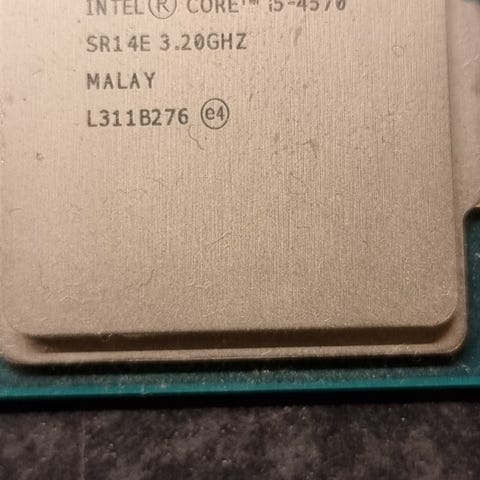 INTEL® CORE™ i5-4570
SR14E 3.20GHZ
MALAY
L311B276 e4